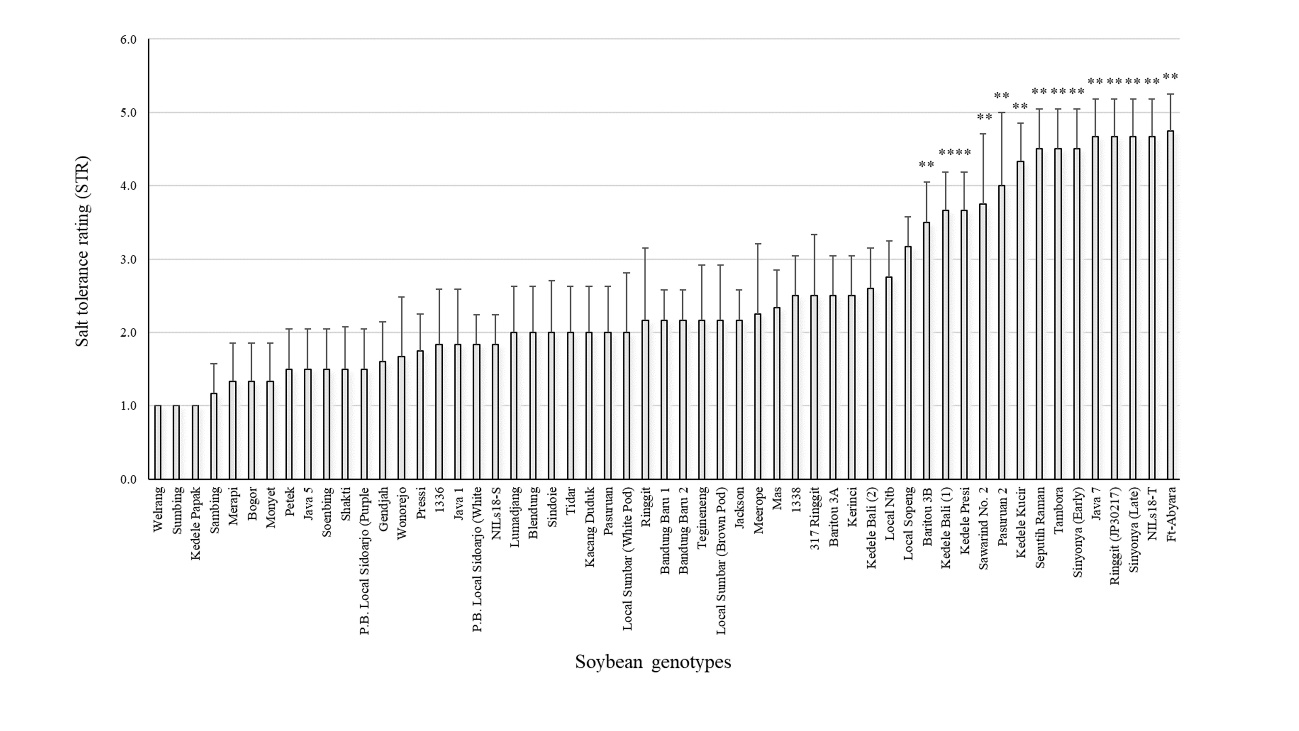 6.0
5.0
4.0
3.0
2.0
1.0
0.0
Salt tolerance rating (STR)
** **** ** ** ** ** ** ** ** ** ** ** ** **
Welrang
Sumbing
Kedele Papak
Sambing
Merapi
Bogor
Monyet
Petek
Java 5
Soenbing
Shakti
P.B. Local Sidoarjo (Purple
Gendjah
Wonorejo
Pressi
1336
Java 1
P.B. Local Sidoarjo (White
NILs18-S
Lumadjang
Blendung
Sindoie
Tidar
Kacang Duduk
Pasuruan
Local Sumbar (White Pod)
Ringgit
Bandung Baru 1
Bandung Baru 2
Tegineneng
Local Sumbar (Brown Pod)
Jackson
Meerope
Mas
1338
317 Ringgit
Baritou 3A
Kerinci
Kedele Bali (2)
Local Ntb
Local Sopeng
Baritou 3B
Kedele Bali (1)
Kedele Presi
Sawarind No. 2
Pasuruan 2
Kedele Kucir
Seputih Raman
Tambora
Sinyonya (Early)
Java 7
Ringgit (JP30217)
Sinyonya (Late)
NILs18-T
Ft-Abyara
Soybean genotypes